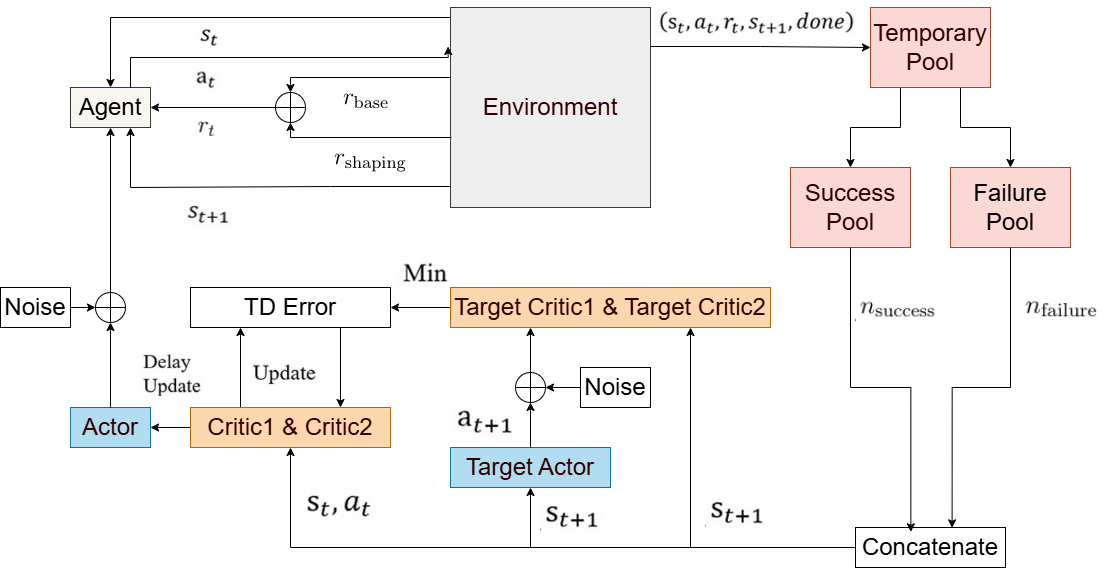 s_t
(s_t, a_t, r_t, s_{t+1}, done)
Temporary
Pool
a_t
Agent
r_base
Environment
r_t
r_shaping
s_{t+1}
Success
Pool
Failure
Pool
Min
Noise
TD Error
Target Critic1 & Target Critic2
n_success
n_failure
Delay
Update
Update
Noise
a_{t+1}
Actor
Critic1 & Critic2
Target Actor
s_t, a_t
s_{t+1}
s_{t+1}
Concatenate